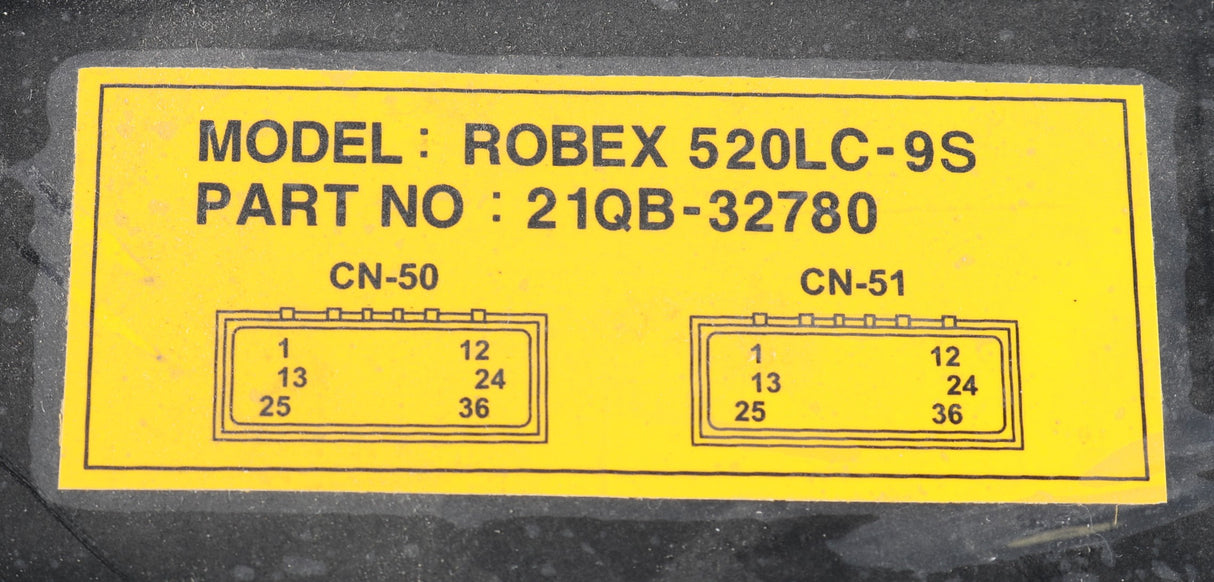 MODEL : ROBEX 520LC-9S
PART NO : 21QB-32780
CN-50 CN-51
1 12 1 12
13 24 13 24
25 36 25 36